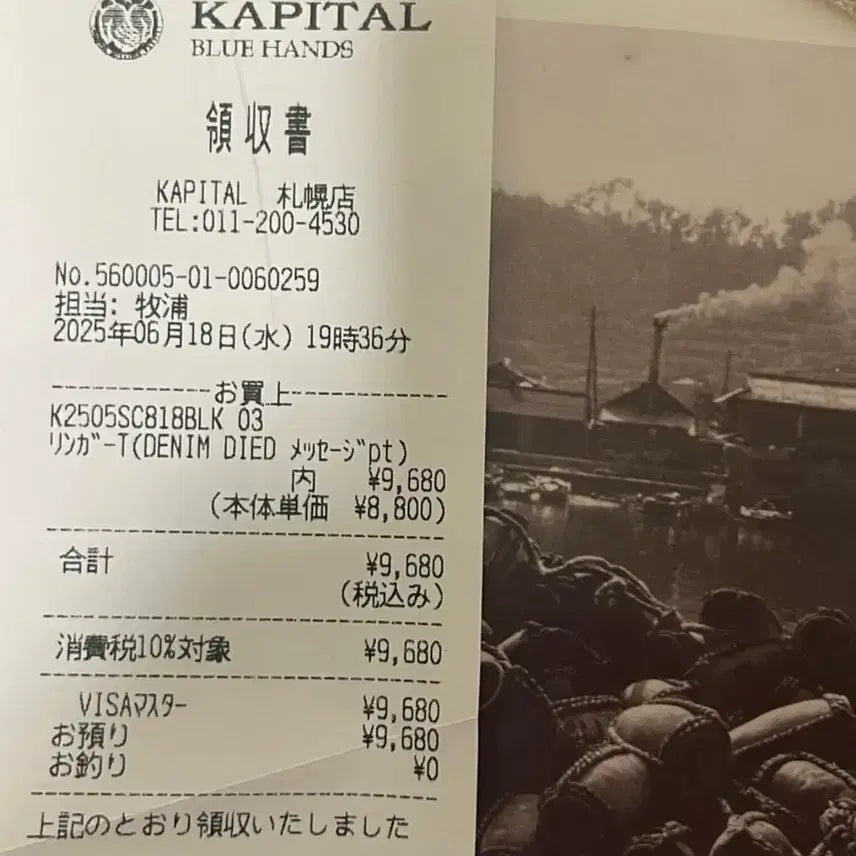 KAPITAL
BLUE HANDS
領収書
KAPITAL 札幌店
TEL:011-200-4530
No.560005-01-0060259
担当: 牧浦
2025年06月18日(水) 19時36分
お買上
K2505SC818BLK 03
リンガーT(DENIM DIED メッセージpt)
内 ¥9,680
(本体単価 ¥8,800)
合計 ¥9,680
(税込み)
消費税10%対象 ¥9,680
VISAマスター ¥9,680
お預り ¥9,680
お釣り ¥0
上記のとおり領収いたしました